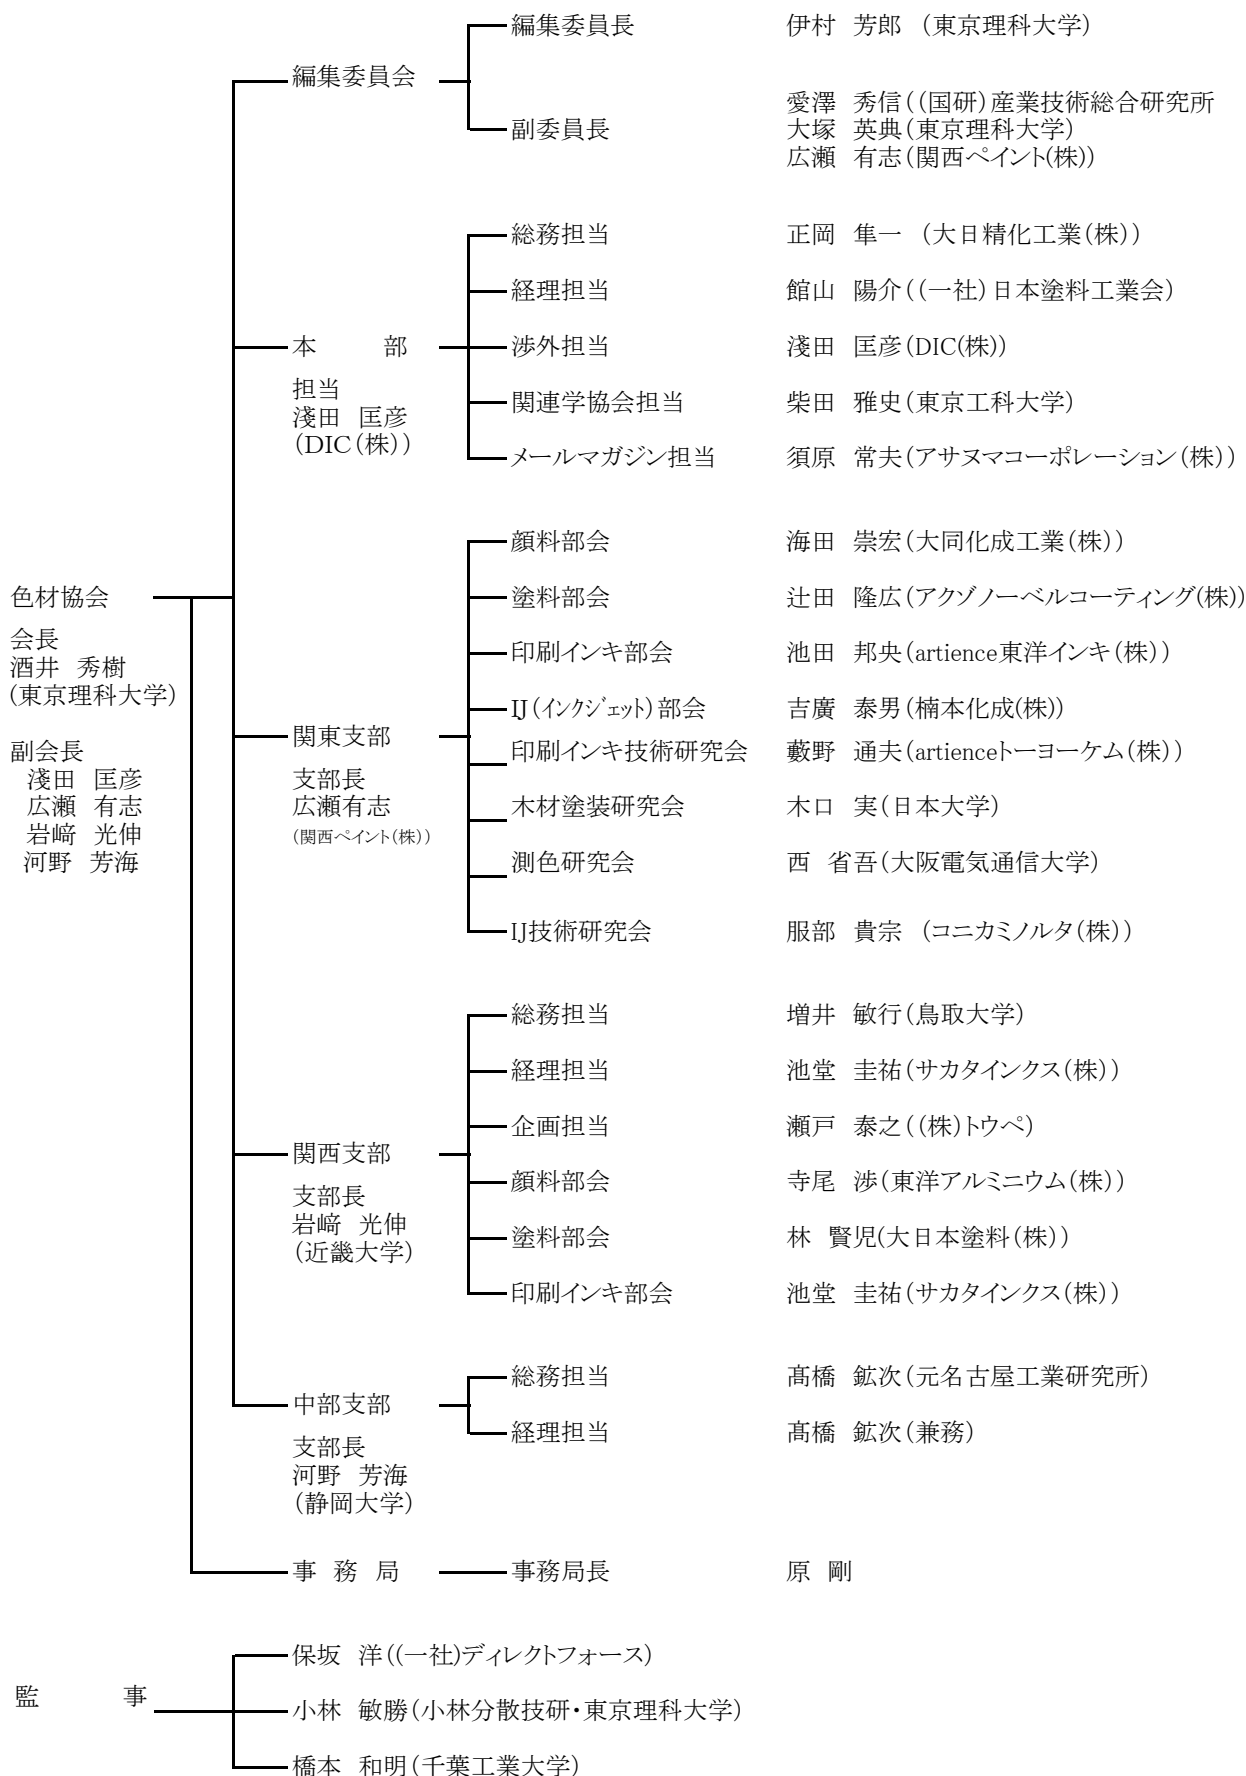 編集委員長 伊村 芳郎 (東京理科大学)
編集委員会
愛澤 秀信((国研)産業技術総合研究所
副委員長 大塚 英典(東京理科大学)
広瀬 有志(関西ペイント(株))
総務担当 正岡 隼一 (大日精化工業(株))
経理担当 館山 陽介((一社)日本塗料工業会)
本 部 渉外担当 淺田 匡彦(DIC(株))
担当
淺田 匡彦
(DIC(株))
関連学協会担当 柴田 雅史(東京工科大学)
メールマガジン担当 須原 常夫(アサヌマコーポレーション(株))
顔料部会 海田 崇宏(大同化成工業(株))
色材協会 塗料部会 辻田 隆広(アクゾノーベルコーティング(株))
会長
酒井 秀樹
(東京理科大学)
副会長
淺田 匡彦
広瀬 有志
岩﨑 光伸
河野 芳海
印刷インキ部会 池田 邦央(artience東洋インキ(株))
IJ(インクジェット)部会 吉廣 泰男(楠本化成(株))
関東支部
支部長
広瀬有志
(関西ペイント(株))
印刷インキ技術研究会 藪野 通夫(artienceトーヨーケム(株))
木材塗装研究会 木口 実(日本大学)
測色研究会 西 省吾(大阪電気通信大学)
IJ技術研究会 服部 貴宗 (コニカミノルタ(株))
総務担当 増井 敏行(鳥取大学)
経理担当 池堂 圭祐(サカタインクス(株))
企画担当 瀬戸 泰之((株)トウペ)
関西支部
支部長
岩﨑 光伸
(近畿大学)
顔料部会 寺尾 渉(東洋アルミニウム(株))
塗料部会 林 賢児(大日本塗料(株))
印刷インキ部会 池堂 圭祐(サカタインクス(株))
総務担当 髙橋 鉱次(元名古屋工業研究所)
中部支部
支部長
河野 芳海
(静岡大学)
経理担当 髙橋 鉱次(兼務)
事 務 局 事務局長 原 剛
保坂 洋((一社)ディレクトフォース)
監 事 小林 敏勝(小林分散技研・東京理科大学)
橋本 和明(千葉工業大学)